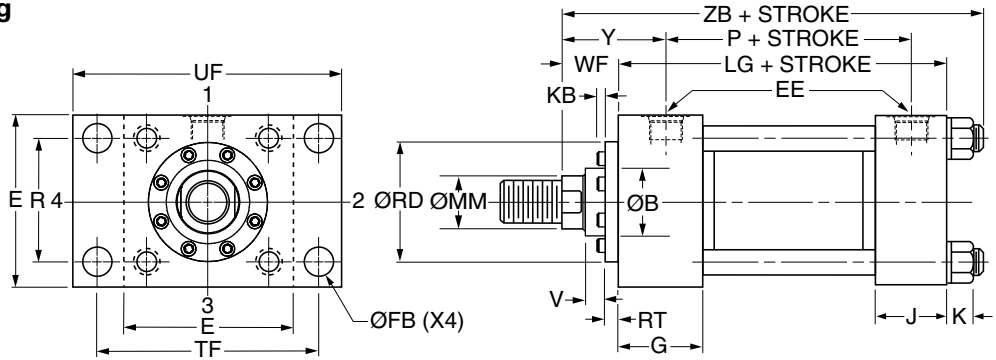 g
UF
1
E
R
4
2
3
E
TF
ØFB (X4)
ZB + STROKE
Y
P + STROKE
WF
LG + STROKE
KB
EE
ØRD
ØMM
ØB
V
RT
G
J
K